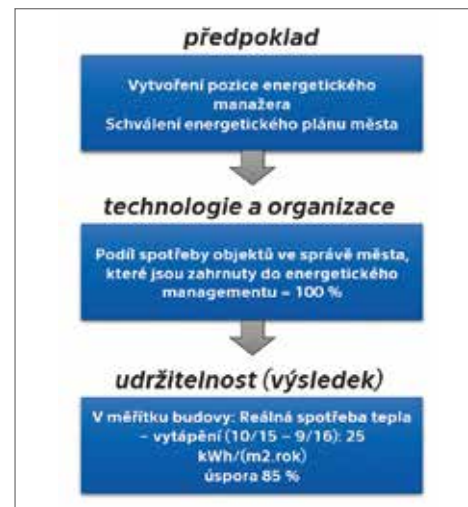 předpoklad
Vytvoření pozice energetického
manažera
Schválení energetického plánu města
technologie a organizace
Podíl spotřeby objektů ve správě města,
které jsou zahrnuty do energetického
managementu = 100 %
udržitelnost (výsledek)
V měřítku budovy: Reálná spotřeba tepla
– vytápění (10/15 – 9/16): 25
kWh/(m2.rok)
úspora 85 %